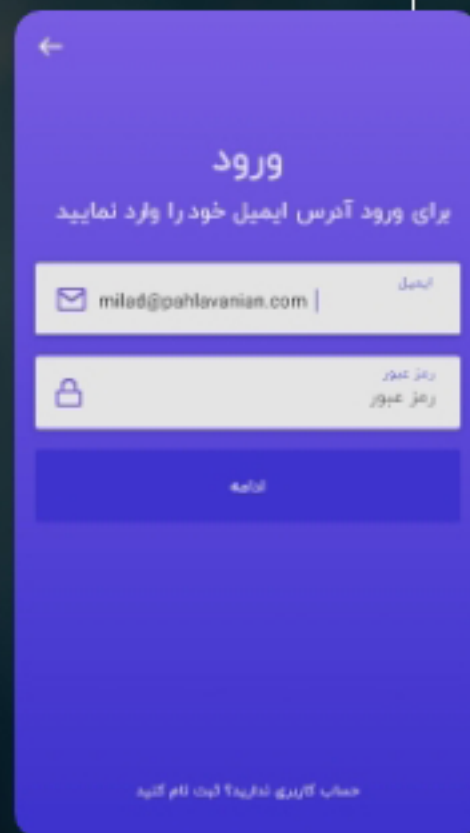 ورود
برای ورود آدرس ایمیل خود را وارد نمایید
ایمیل
milad@pahlavanian.com
رمز عبور
رمز عبور
ادامه
حساب کاربری ندارید؟ ثبت نام کنید